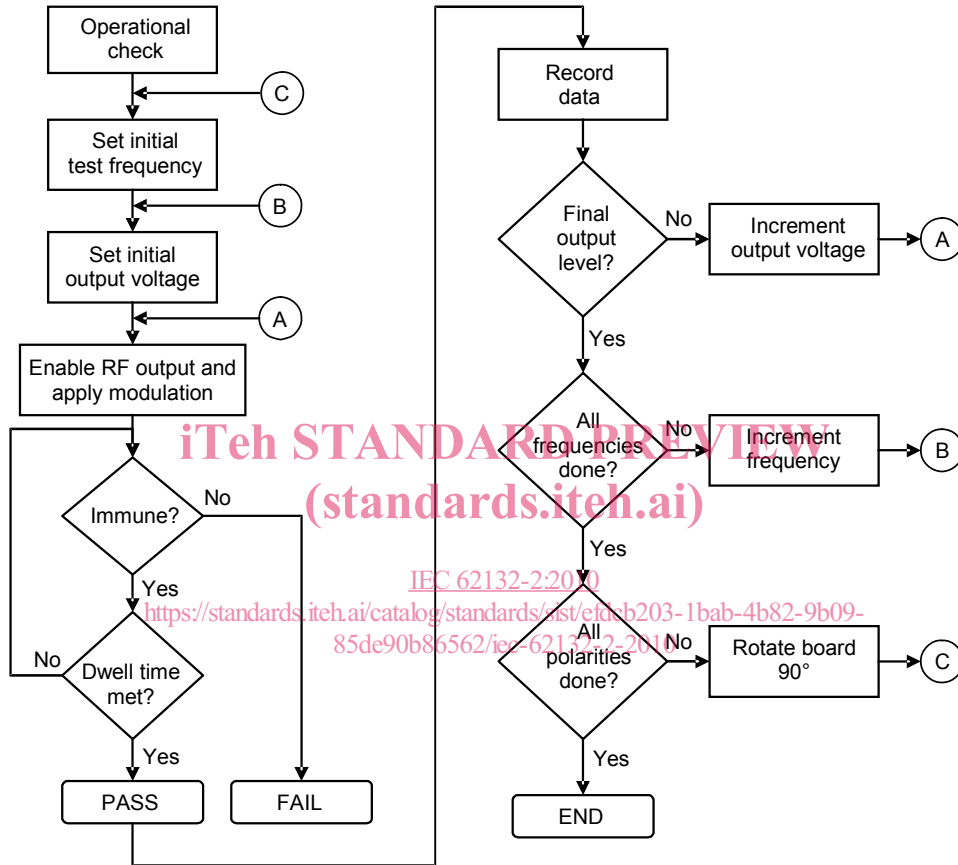 Operational
check
C
Set initial
test frequency
B
Set initial
output voltage
A
Enable RF output and
apply modulation
Immune?
No
Yes
Dwell time
met?
No
Yes
PASS
FAIL
Record
data
Final
output
level?
No
Increment
output voltage
A
Yes
All
frequencies
done?
No
Increment
frequency
B
Yes
All
polarities
done?
No
Rotate board
90°
C
Yes
END
iTeh STANDARD PREVIEW
(standards.iteh.ai)
IEC 62132-2:2010
https://standards.iteh.ai/catalog/standards/sist/efdcb203-1bab-4b82-9b09-
85de90b86562/iec-62132-2-2010